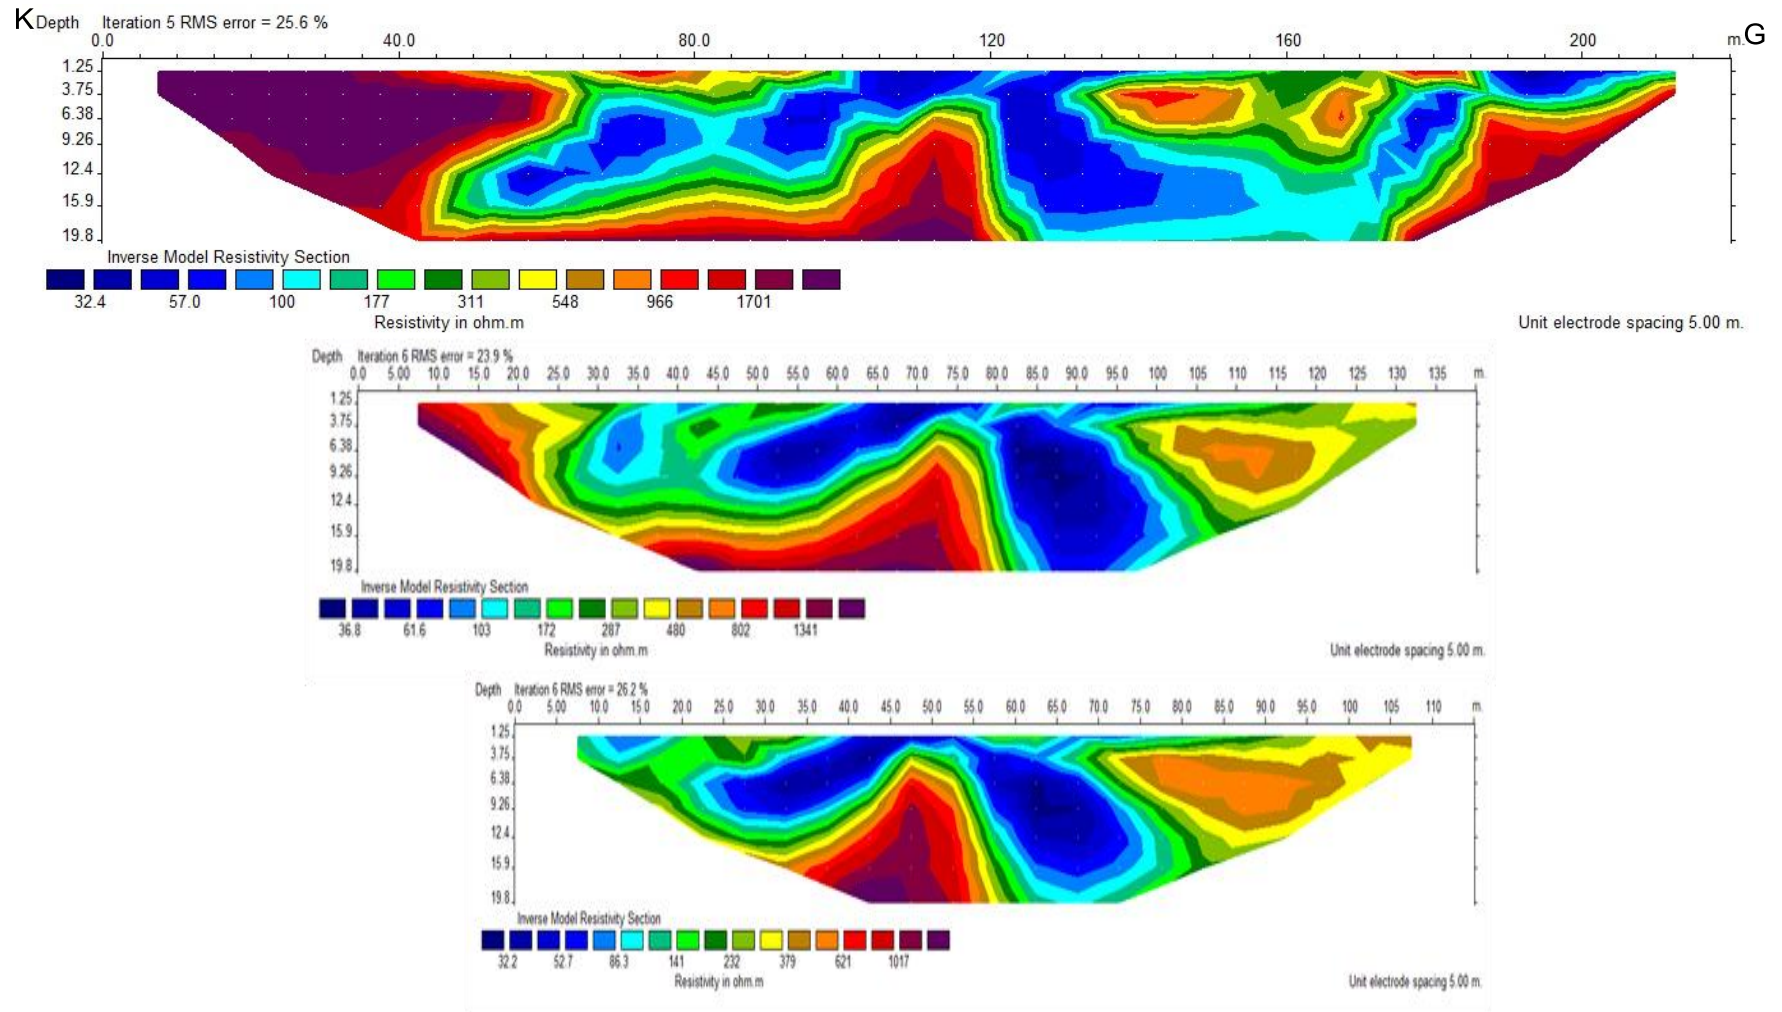 K Depth Iteration 5 RMS error = 25.6 %
0.0 40.0 80.0 120 160 200 m. G
1.25
3.75
6.38
9.26
12.4
15.9
19.8
Inverse Model Resistivity Section
32.4 57.0 100 177 311 548 966 1701
Resistivity in ohm.m
Unit electrode spacing 5.00 m.
Depth Iteration 6 RMS error = 23.9 %
0.0 5.00 10.0 15.0 20.0 25.0 30.0 35.0 40.0 45.0 50.0 55.0 60.0 65.0 70.0 75.0 80.0 85.0 90.0 95.0 100 105 110 115 120 125 130 135 m.
1.25
3.75
6.38
9.26
12.4
15.9
19.8
Inverse Model Resistivity Section
36.8 61.6 103 172 287 480 802 1341
Resistivity in ohm.m
Unit electrode spacing 5.00 m.
Depth Iteration 6 RMS error = 26.2 %
0.0 5.00 10.0 15.0 20.0 25.0 30.0 35.0 40.0 45.0 50.0 55.0 60.0 65.0 70.0 75.0 80.0 85.0 90.0 95.0 100 105 110 m.
1.25
3.75
6.38
9.26
12.4
15.9
19.8
Inverse Model Resistivity Section
32.2 52.7 86.3 141 232 379 621 1017
Resistivity in ohm.m
Unit electrode spacing 5.00 m.